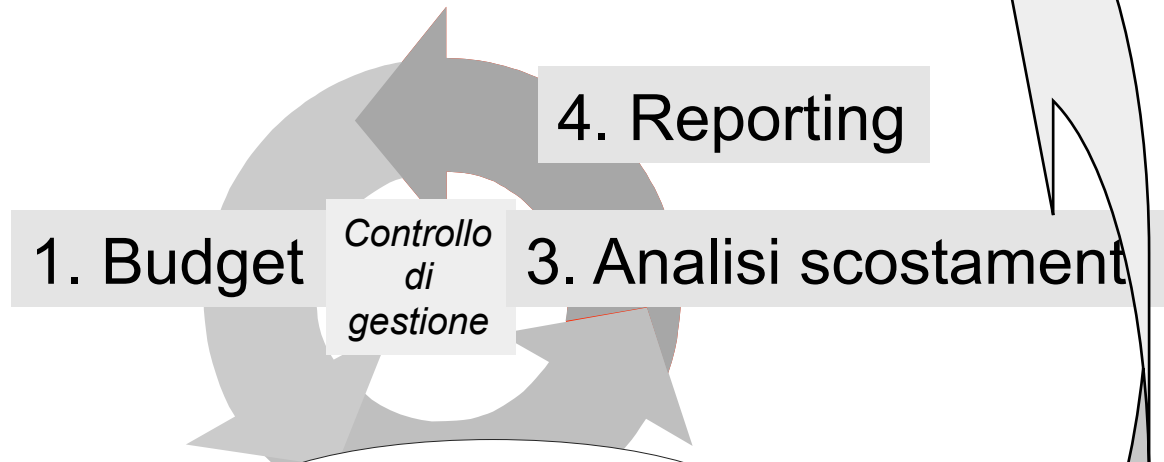 4. Reporting
1. Budget
Controllo
di
gestione
3. Analisi scostament